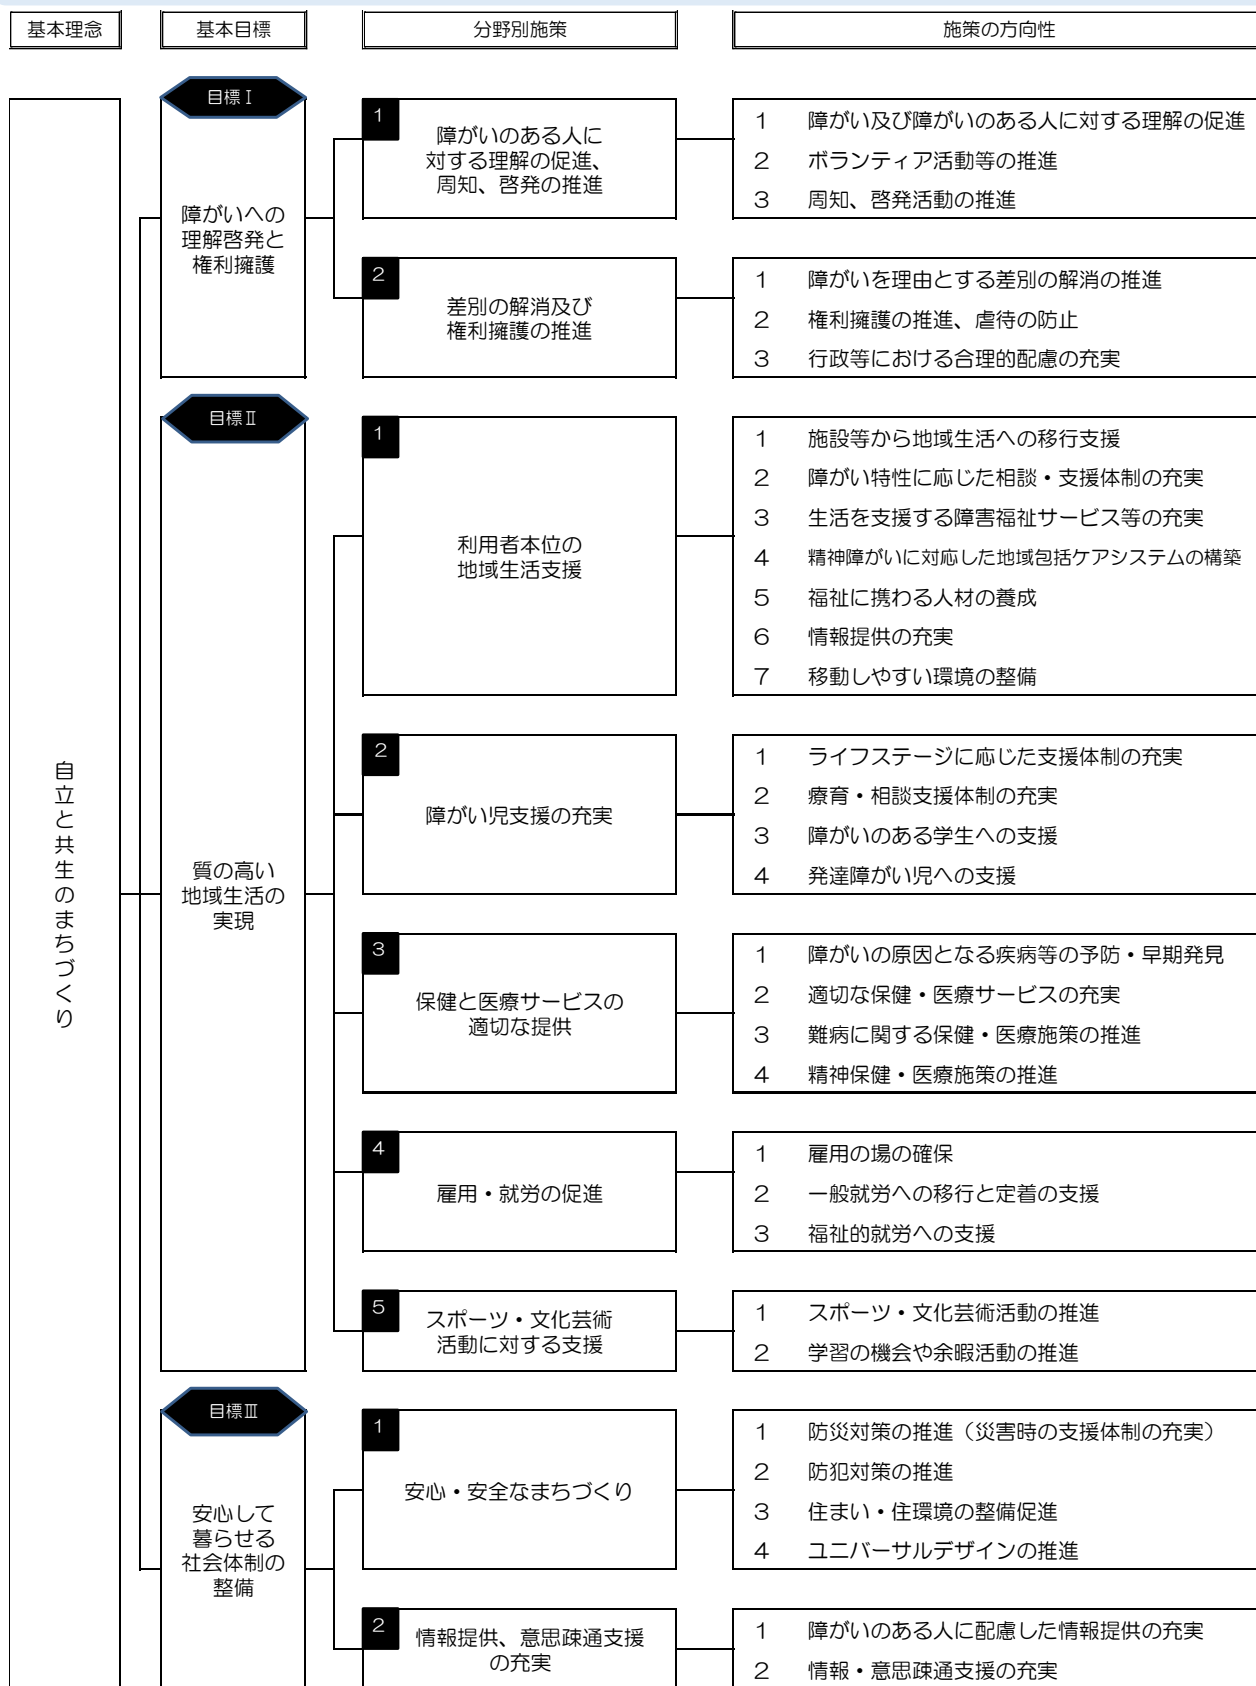 基本理念
基本目標
分野別施策
施策の方向性
自立と共生のまちづくり
目標Ⅰ
障がいへの
理解啓発と
権利擁護
1
障がいのある人に
対する理解の促進、
周知、啓発の推進
1 障がい及び障がいのある人に対する理解の促進
2 ボランティア活動等の推進
3 周知、啓発活動の推進
2
差別の解消及び
権利擁護の推進
1 障がいを理由とする差別の解消の推進
2 権利擁護の推進、虐待の防止
3 行政等における合理的配慮の充実
目標Ⅱ
質の高い
地域生活の
実現
1
利用者本位の
地域生活支援
1 施設等から地域生活への移行支援
2 障がい特性に応じた相談・支援体制の充実
3 生活を支援する障害福祉サービス等の充実
4 精神障がいに対応した地域包括ケアシステムの構築
5 福祉に携わる人材の養成
6 情報提供の充実
7 移動しやすい環境の整備
2
障がい児支援の充実
1 ライフステージに応じた支援体制の充実
2 療育・相談支援体制の充実
3 障がいのある学生への支援
4 発達障がい児への支援
3
保健と医療サービスの
適切な提供
1 障がいの原因となる疾病等の予防・早期発見
2 適切な保健・医療サービスの充実
3 難病に関する保健・医療施策の推進
4 精神保健・医療施策の推進
4
雇用・就労の促進
1 雇用の場の確保
2 一般就労への移行と定着の支援
3 福祉的就労への支援
5
スポーツ・文化芸術
活動に対する支援
1 スポーツ・文化芸術活動の推進
2 学習の機会や余暇活動の推進
目標Ⅲ
安心して
暮らせる
社会体制の
整備
1
安心・安全なまちづくり
1 防災対策の推進（災害時の支援体制の充実）
2 防犯対策の推進
3 住まい・住環境の整備促進
4 ユニバーサルデザインの推進
2
情報提供、意思疎通支援
の充実
1 障がいのある人に配慮した情報提供の充実
2 情報・意思疎通支援の充実